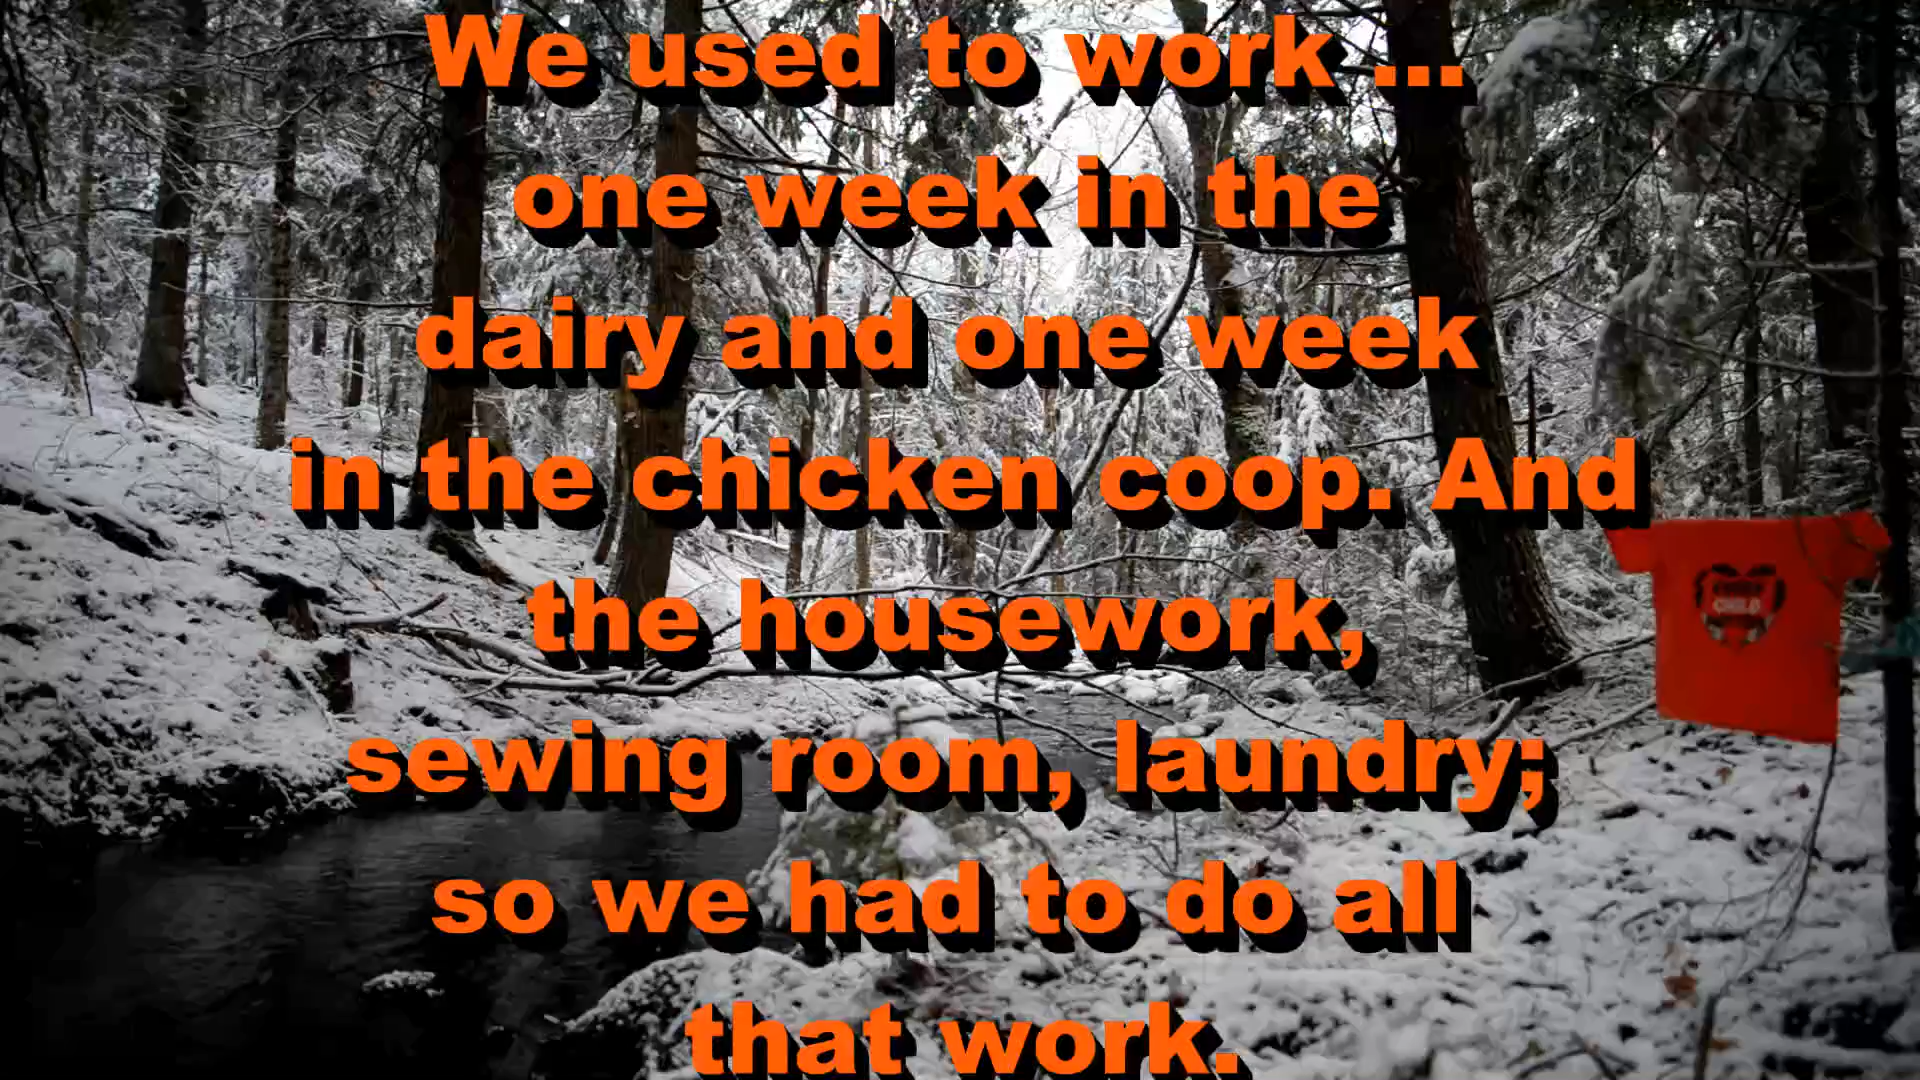 We used to work ...
one week in the
dairy and one week
in the chicken coop. And
the housework,
sewing room, laundry;
so we had to do all
that work.
CHILD